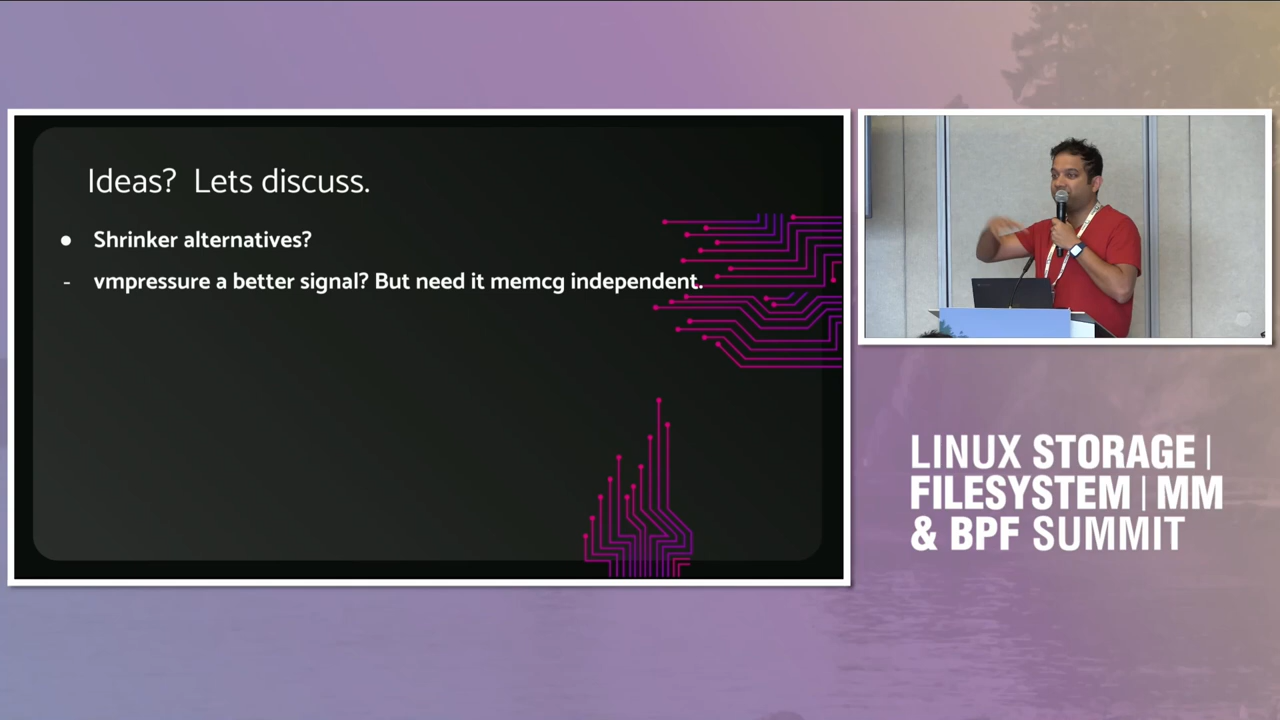 Ideas? Lets discuss.
● Shrinker alternatives?
- vmpressure a better signal? But need it memcg independent.
LINUX STORAGE |
FILESYSTEM | MM
& BPF SUMMIT